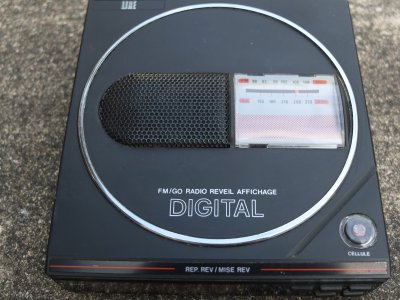 FM/GO RADIO REVEIL AFFICHAGE
DIGITAL
CELLULE
REP. REV / MISE REV